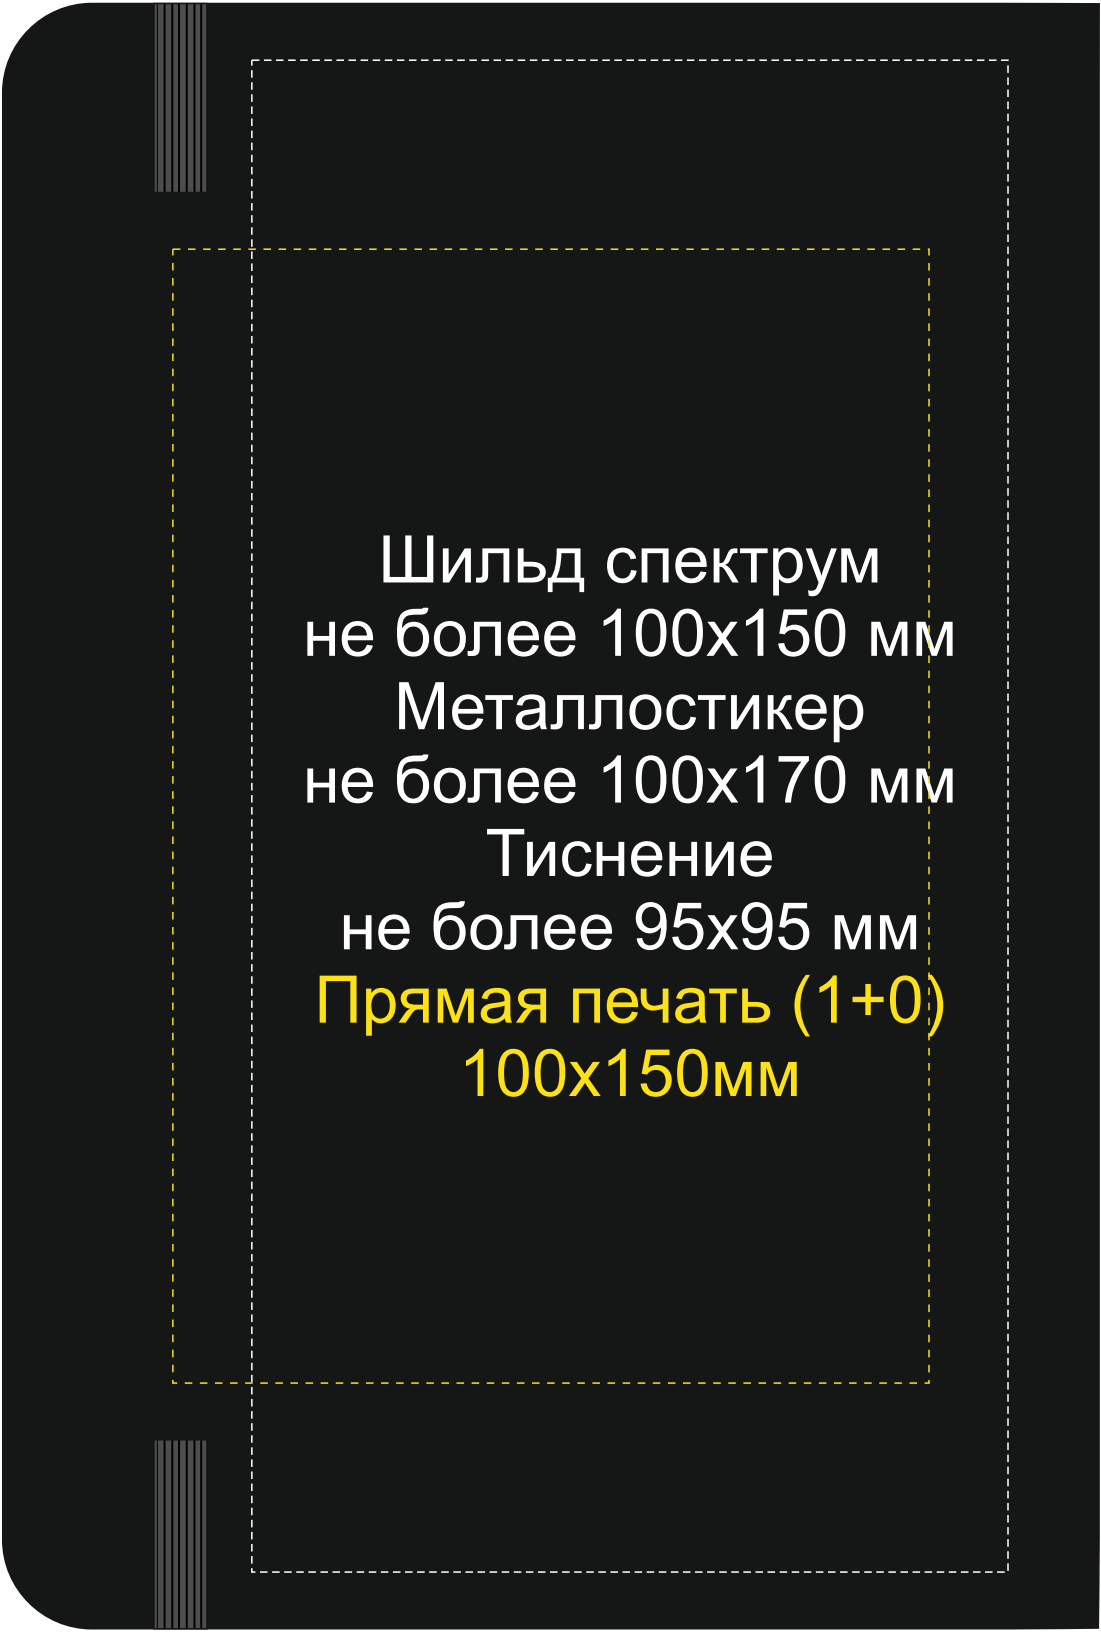 Шильд спектрум
не более 100х150 мм
Металлостикер
не более 100х170 мм
Тиснение
не более 95х95 мм
Прямая печать (1+0)
100х150мм